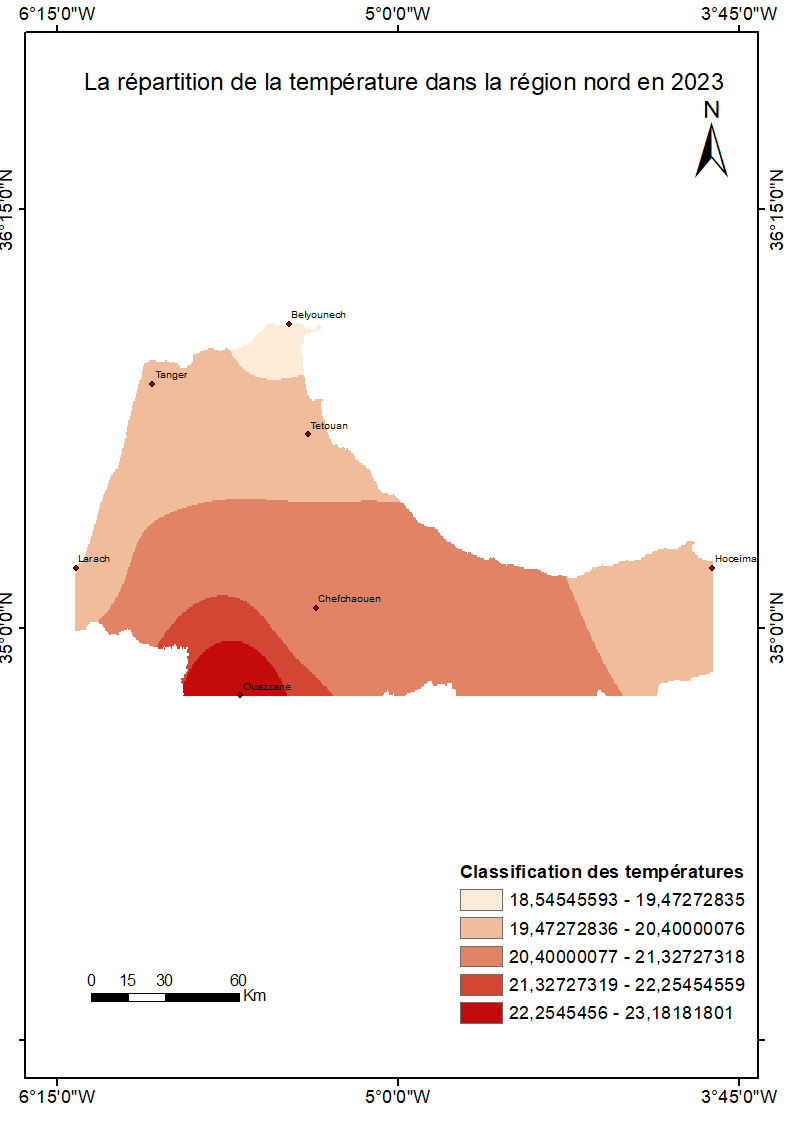 6°15'0"W 5°0'0"W 3°45'0"W
La répartition de la température dans la région nord en 2023
N
36°15'0"N 36°15'0"N
Belyounech
Tanger
Tetouan
Larach
Hoceima
Chefchaouen
35°0'0"N 35°0'0"N
Ouazzane
Classification des températures
18,54545593 - 19,47272835
19,47272836 - 20,40000076
20,40000077 - 21,32727318
21,32727319 - 22,25454559
22,2545456 - 23,18181801
0 15 30 60
Km
6°15'0"W 5°0'0"W 3°45'0"W